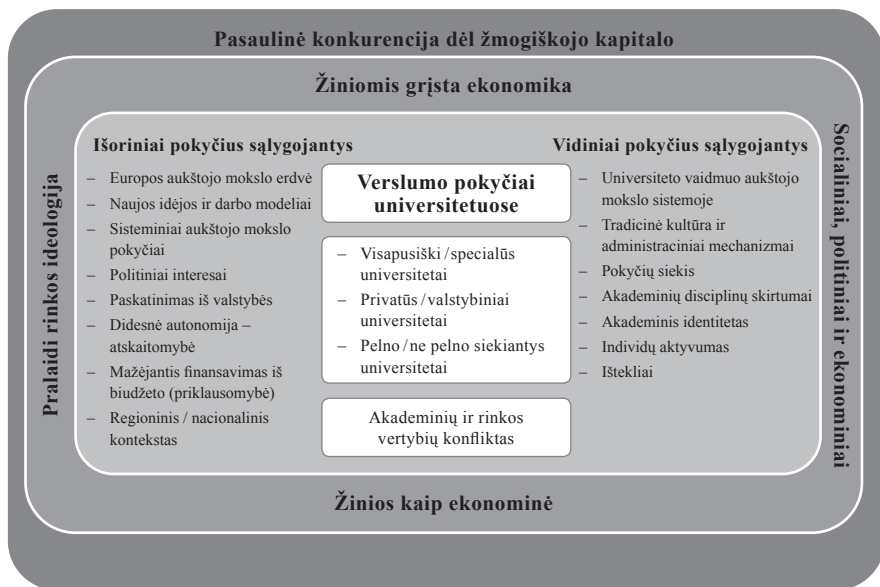 Pasaulinė konkurencija dėl žmogiškojo kapitalo
Žiniomis grįsta ekonomika
Pralaidi rinkos ideologija
Išoriniai pokyčius sąlygojantys
– Europos aukštojo mokslo erdvė
– Naujos idėjos ir darbo modeliai
– Sisteminiai aukštojo mokslo
pokyčiai
– Politiniai interesai
– Paskatinimas iš valstybės
– Didesnė autonomija –
atskaitomybė
– Mažėjantis finansavimas iš
biudžeto (priklausomybė)
– Regioninis / nacionalinis
kontekstas
Verslumo pokyčiai
universitetuose
– Visapusiški / specialūs
universitetai
– Privatūs / valstybiniai
universitetai
– Pelno / ne pelno siekiantys
universitetai
Akademinių ir rinkos
vertybių konfliktas
Vidiniai pokyčius sąlygojantys
– Universiteto vaidmuo aukštojo
mokslo sistemoje
– Tradicinė kultūra ir
administraciniai mechanizmai
– Pokyčių siekis
– Akademinių disciplinų skirtumai
– Akademinis identitetas
– Individų aktyvumas
– Ištekliai
Socialiniai, politiniai ir ekonominiai
Žinios kaip ekonominė